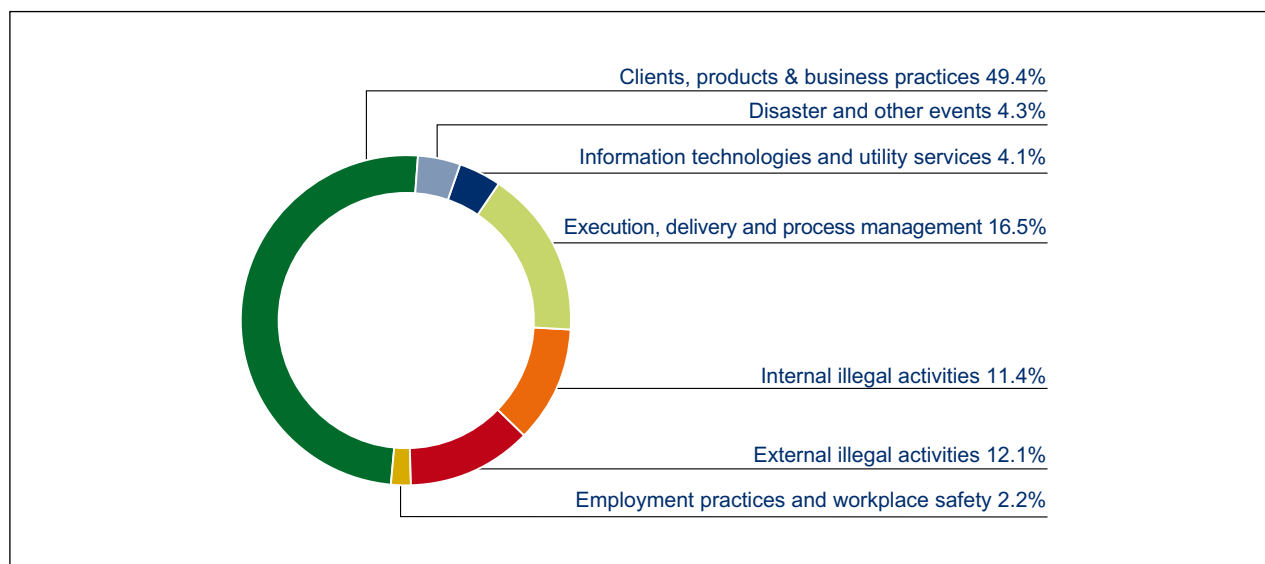 Clients, products & business practices 49.4%
Disaster and other events 4.3%
Information technologies and utility services 4.1%
Execution, delivery and process management 16.5%
Internal illegal activities 11.4%
External illegal activities 12.1%
Employment practices and workplace safety 2.2%